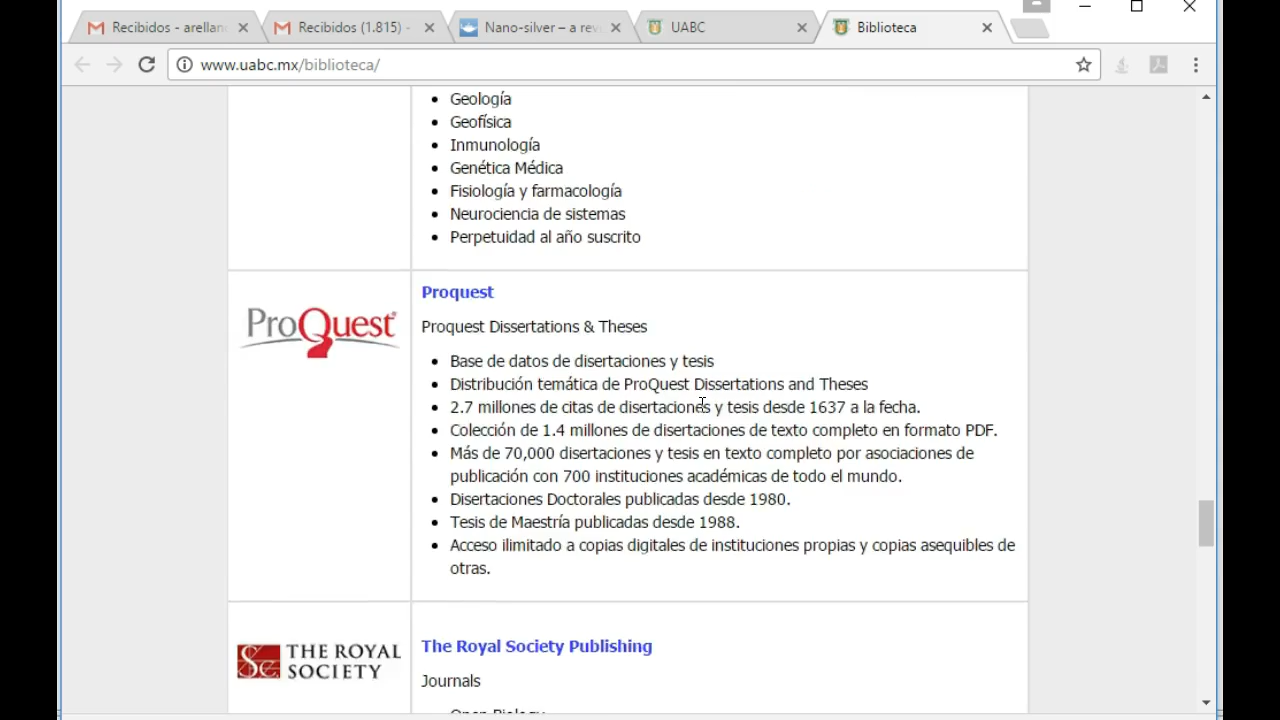 Recibidos - arellan
Recibidos (1.815) -
Nano-silver – a rev
UABC
Biblioteca
www.uabc.mx/biblioteca/
Geología
Geofísica
Inmunología
Genética Médica
Fisiología y farmacología
Neurociencia de sistemas
Perpetuidad al año suscrito
ProQuest
Proquest
Proquest Dissertations & Theses
Base de datos de disertaciones y tesis
Distribución temática de ProQuest Dissertations and Theses
2.7 millones de citas de disertaciones y tesis desde 1637 a la fecha.
Colección de 1.4 millones de disertaciones de texto completo en formato PDF.
Más de 70,000 disertaciones y tesis en texto completo por asociaciones de
publicación con 700 instituciones académicas de todo el mundo.
Disertaciones Doctorales publicadas desde 1980.
Tesis de Maestría publicadas desde 1988.
Acceso ilimitado a copias digitales de instituciones propias y copias asequibles de
otras.
THE ROYAL
SOCIETY
The Royal Society Publishing
Journals
Open Biology